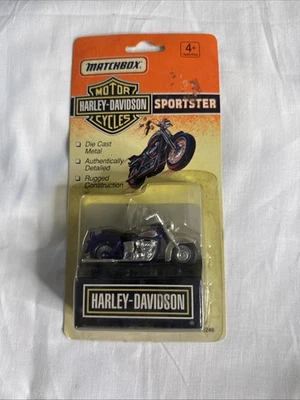 4+
MATCHBOX
MOTOR
HARLEY-DAVIDSON
CYCLES
SPORTSTER
Die Cast
Metal
Authentically
Detailed
Rugged
Construction
HARLEY-DAVIDSON